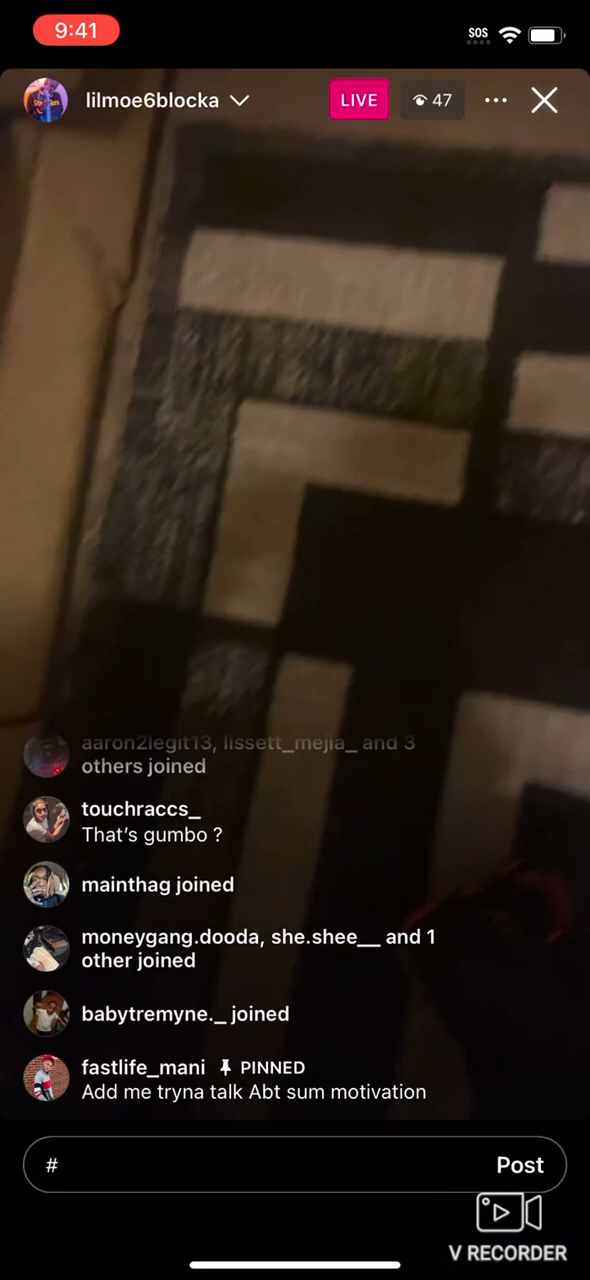 9:41
SOS
lilmoe6blocka
LIVE
47
aaron2legit13, lissett_mejia_ and 3
others joined
touchraccs_
That's gumbo ?
mainthag joined
moneygang.dooda, she.shee__ and 1
other joined
babytremyne._ joined
fastlife_mani PINNED
Add me tryna talk Abt sum motivation
# Post
V RECORDER